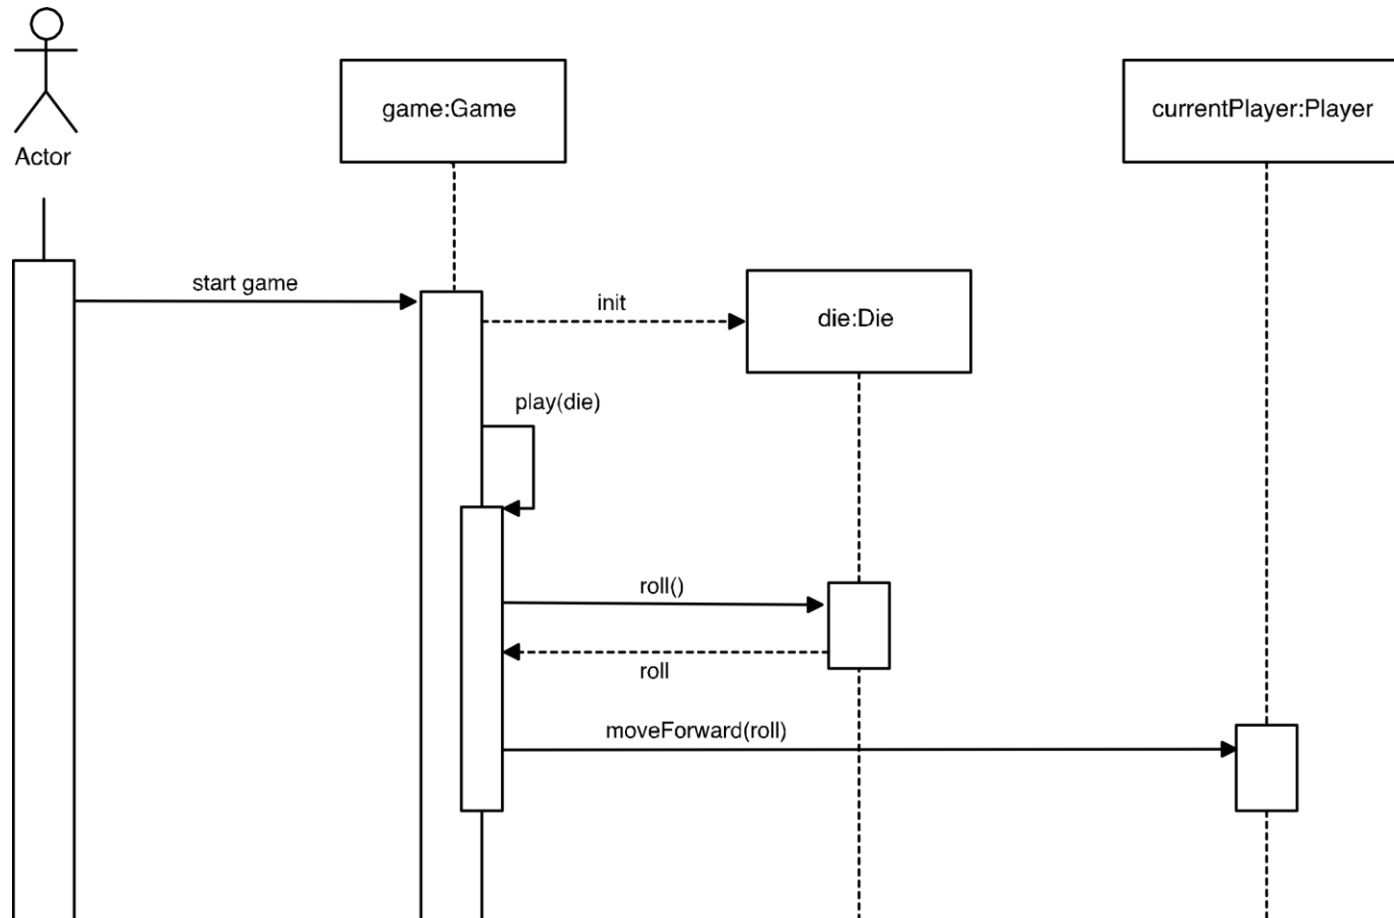 Actor
game:Game
currentPlayer:Player
start game
init
die:Die
play(die)
roll()
roll
moveForward(roll)